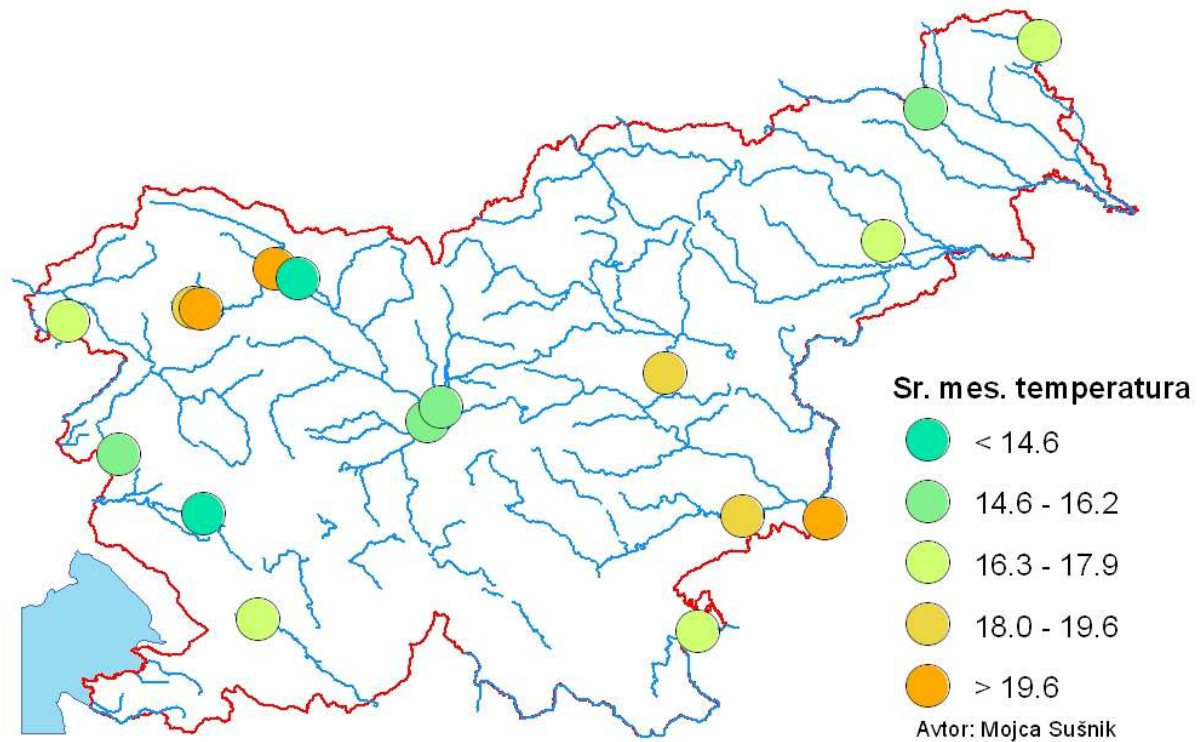 Sr. mes. temperatura
< 14.6
14.6 - 16.2
16.3 - 17.9
18.0 - 19.6
> 19.6
Avtor: Mojca Sušnik